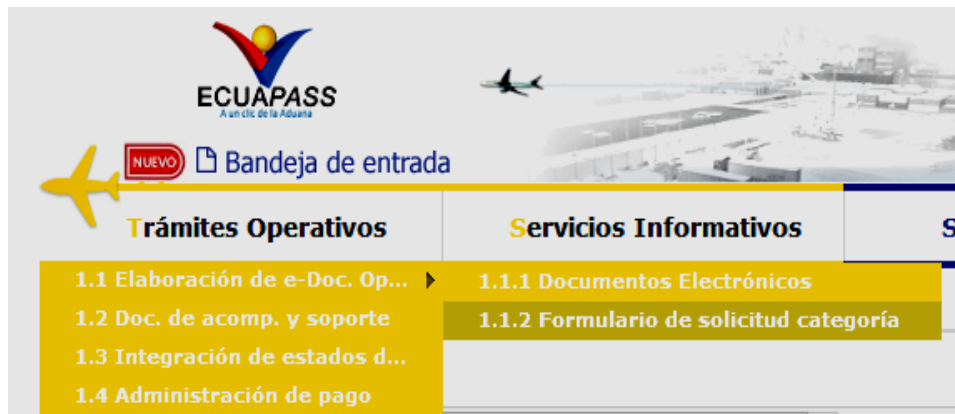 ECUAPASS
A un clic de la Aduana
NUEVO Bandeja de entrada
Trámites Operativos Servicios Informativos S
1.1 Elaboración de e-Doc. Op... 1.1.1 Documentos Electrónicos
1.2 Doc. de acomp. y soporte 1.1.2 Formulario de solicitud categoría
1.3 Integración de estados d...
1.4 Administración de pago